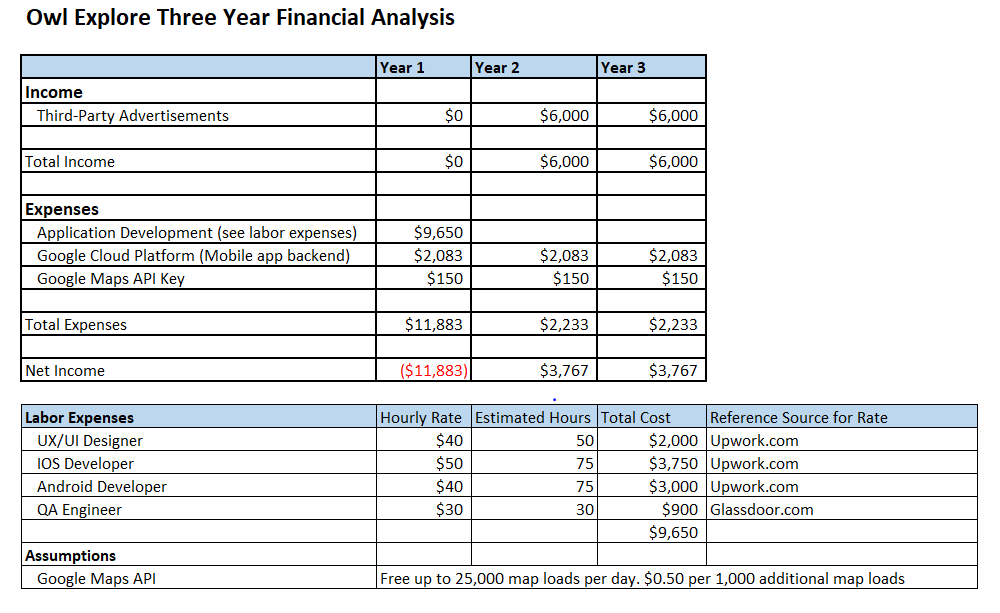 Owl Explore Three Year Financial Analysis
Year 1 Year 2 Year 3
Income
Third-Party Advertisements $0 $6,000 $6,000
Total Income $0 $6,000 $6,000
Expenses
Application Development (see labor expenses) $9,650
Google Cloud Platform (Mobile app backend) $2,083 $2,083 $2,083
Google Maps API Key $150 $150 $150
Total Expenses $11,883 $2,233 $2,233
Net Income ($11,883) $3,767 $3,767
Labor Expenses Hourly Rate Estimated Hours Total Cost Reference Source for Rate
UX/UI Designer $40 50 $2,000 Upwork.com
IOS Developer $50 75 $3,750 Upwork.com
Android Developer $40 75 $3,000 Upwork.com
QA Engineer $30 30 $900 Glassdoor.com
$9,650
Assumptions
Google Maps API Free up to 25,000 map loads per day. $0.50 per 1,000 additional map loads